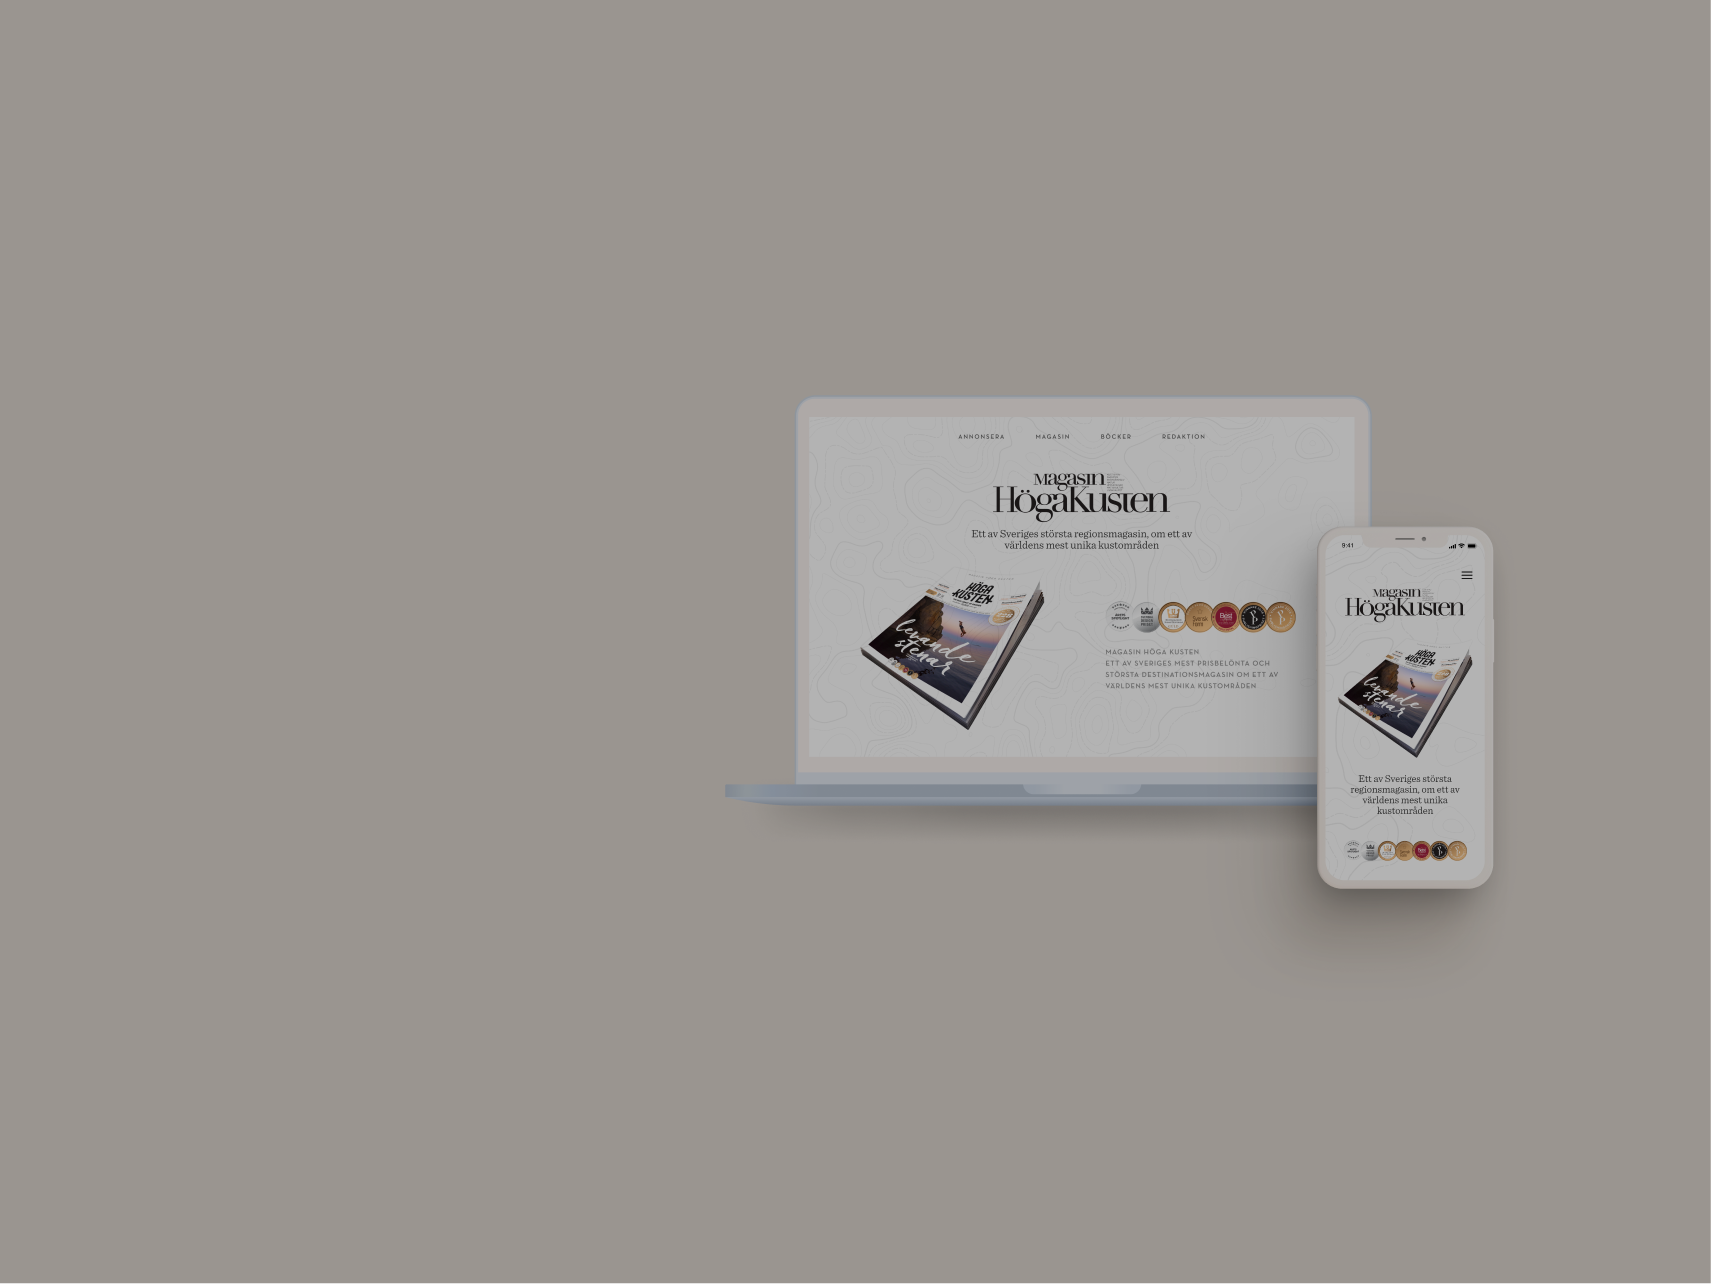 ANNONSERA MAGASIN BÖCKER REDAKTION
Magasin
HögaKusten
Ett av Sveriges största regionsmagasin, om ett av
världens mest unika kustområden
HÖGA
KUSTEN
levande
stenar
Svensk
Form
Best
MAGASIN HÖGA KUSTEN
ETT AV SVERIGES MEST PRISBELÖNTA OCH
STÖRSTA DESTINATIONSMAGASIN OM ETT AV
VÄRLDENS MEST UNIKA KUSTOMRÅDEN
9:41
Magasin
HögaKusten
HÖGA
KUSTEN
levande
stenar
Ett av Sveriges största
regionsmagasin, om ett av
världens mest unika
kustområden